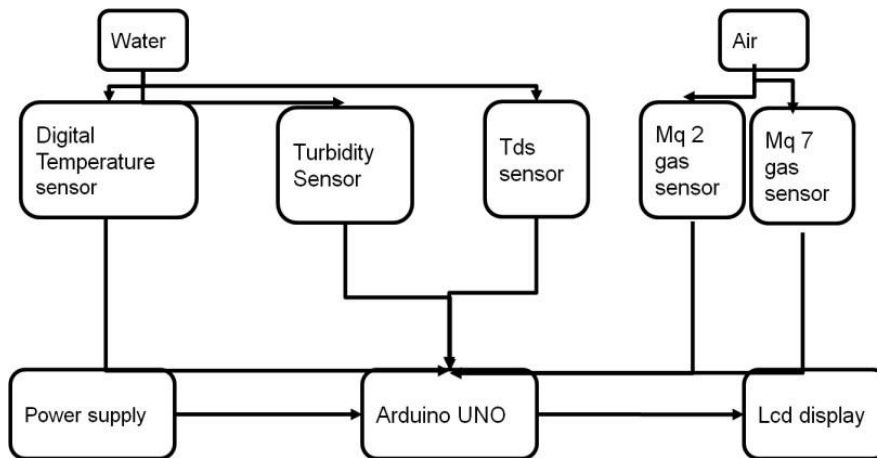 Water
Air
Digital
Temperature
sensor
Turbidity
Sensor
Tds
sensor
Mq 2
gas
sensor
Mq 7
gas
sensor
Power supply
Arduino UNO
Lcd display